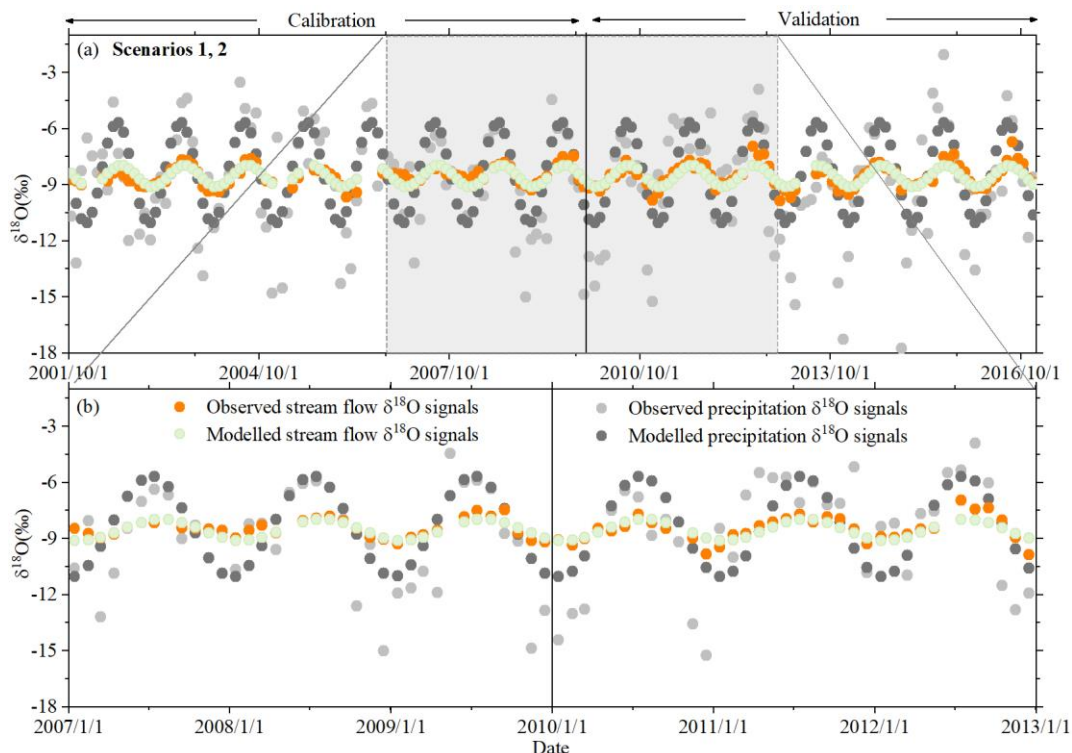 Calibration Validation
(a) Scenarios 1, 2
-3
-6
-9
-12
-15
-18
δ¹⁸O(‰)
2001/10/1 2004/10/1 2007/10/1 2010/10/1 2013/10/1 2016/10/1
(b)
Observed stream flow δ¹⁸O signals Observed precipitation δ¹⁸O signals
Modelled stream flow δ¹⁸O signals Modelled precipitation δ¹⁸O signals
-3
-6
-9
-12
-15
-18
δ¹⁸O(‰)
2007/1/1 2008/1/1 2009/1/1 2010/1/1 2011/1/1 2012/1/1 2013/1/1
Date